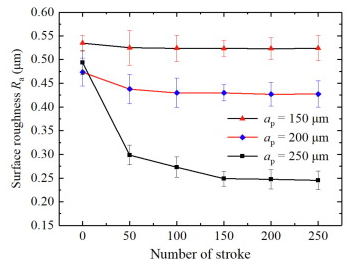 0.60
0.55
0.50
0.45
0.40
0.35
0.30
0.25
0.20
0.15
Surface roughness Ra (μm)
ap = 150 μm
ap = 200 μm
ap = 250 μm
0 50 100 150 200 250
Number of stroke